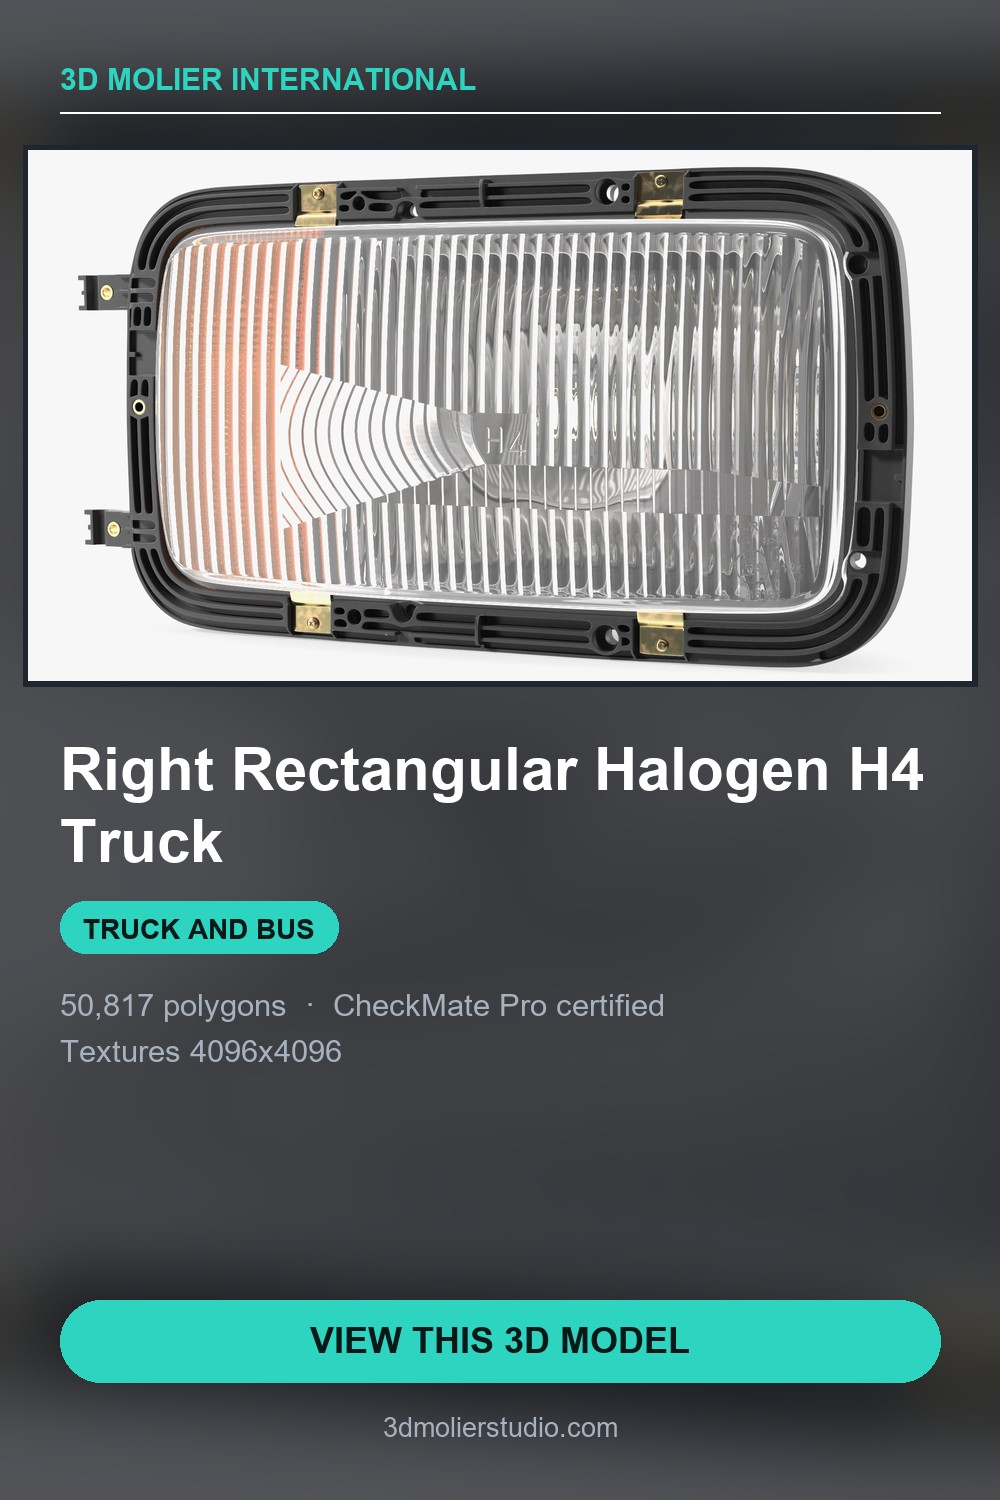 3D MOLIER INTERNATIONAL
H4
Right Rectangular Halogen H4
Truck
TRUCK AND BUS
50,817 polygons · CheckMate Pro certified
Textures 4096x4096
VIEW THIS 3D MODEL
3dmolierstudio.com